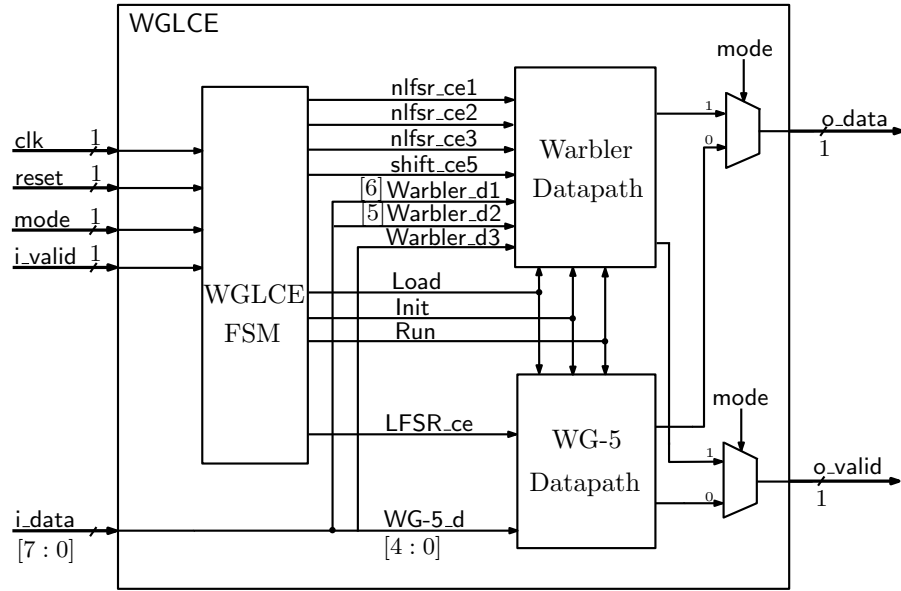 WGLCE
mode
nlfsr_ce1
nlfsr_ce2
nlfsr_ce3
shift_ce5
[6] Warbler_d1
[5] Warbler_d2
Warbler_d3
clk 1
reset 1
mode 1
i_valid 1
WGLCE
FSM
Warbler
Datapath
1
0
o_data
1
Load
Init
Run
LFSR_ce
WG-5
Datapath
mode
1
0
o_valid
1
i_data
[7 : 0]
WG-5_d
[4 : 0]